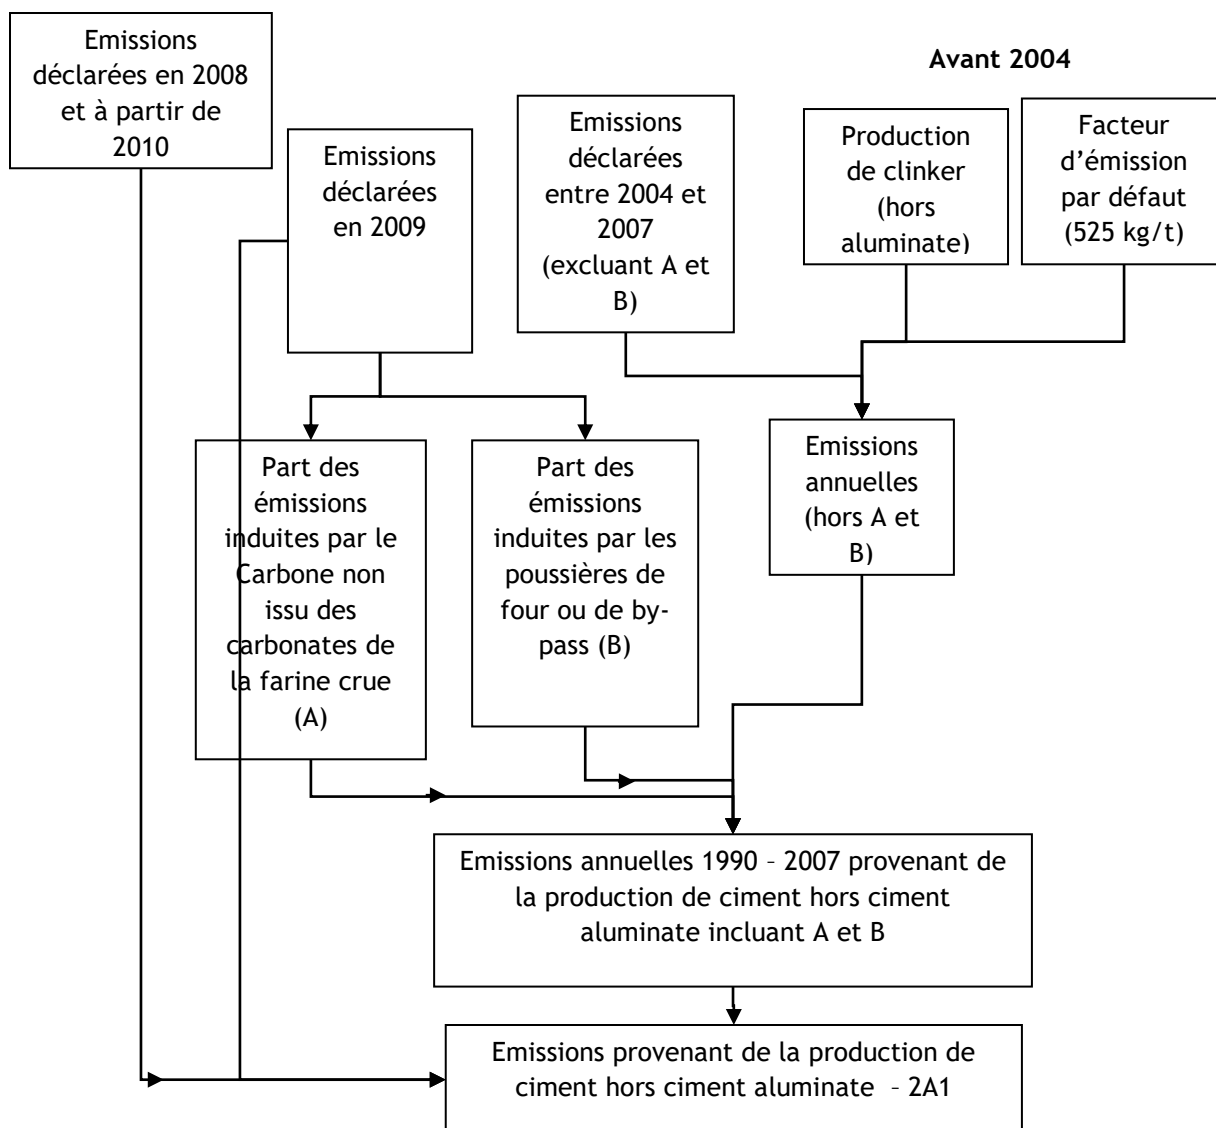 Emissions
déclarées en 2008
et à partir de
2010
Emissions
déclarées
en 2009
Emissions
déclarées
entre 2004 et
2007
(excluant A et
B)
Avant 2004
Production
de clinker
(hors
aluminate)
Facteur
d’émission
par défaut
(525 kg/t)
Part des
émissions
induites par le
Carbone non
issu des
carbonates de
la farine crue
(A)
Part des
émissions
induites par les
poussières de
four ou de by-
pass (B)
Emissions
annuelles
(hors A et
B)
Emissions annuelles 1990 – 2007 provenant de
la production de ciment hors ciment
aluminate incluant A et B
Emissions provenant de la production de
ciment hors ciment aluminate – 2A1